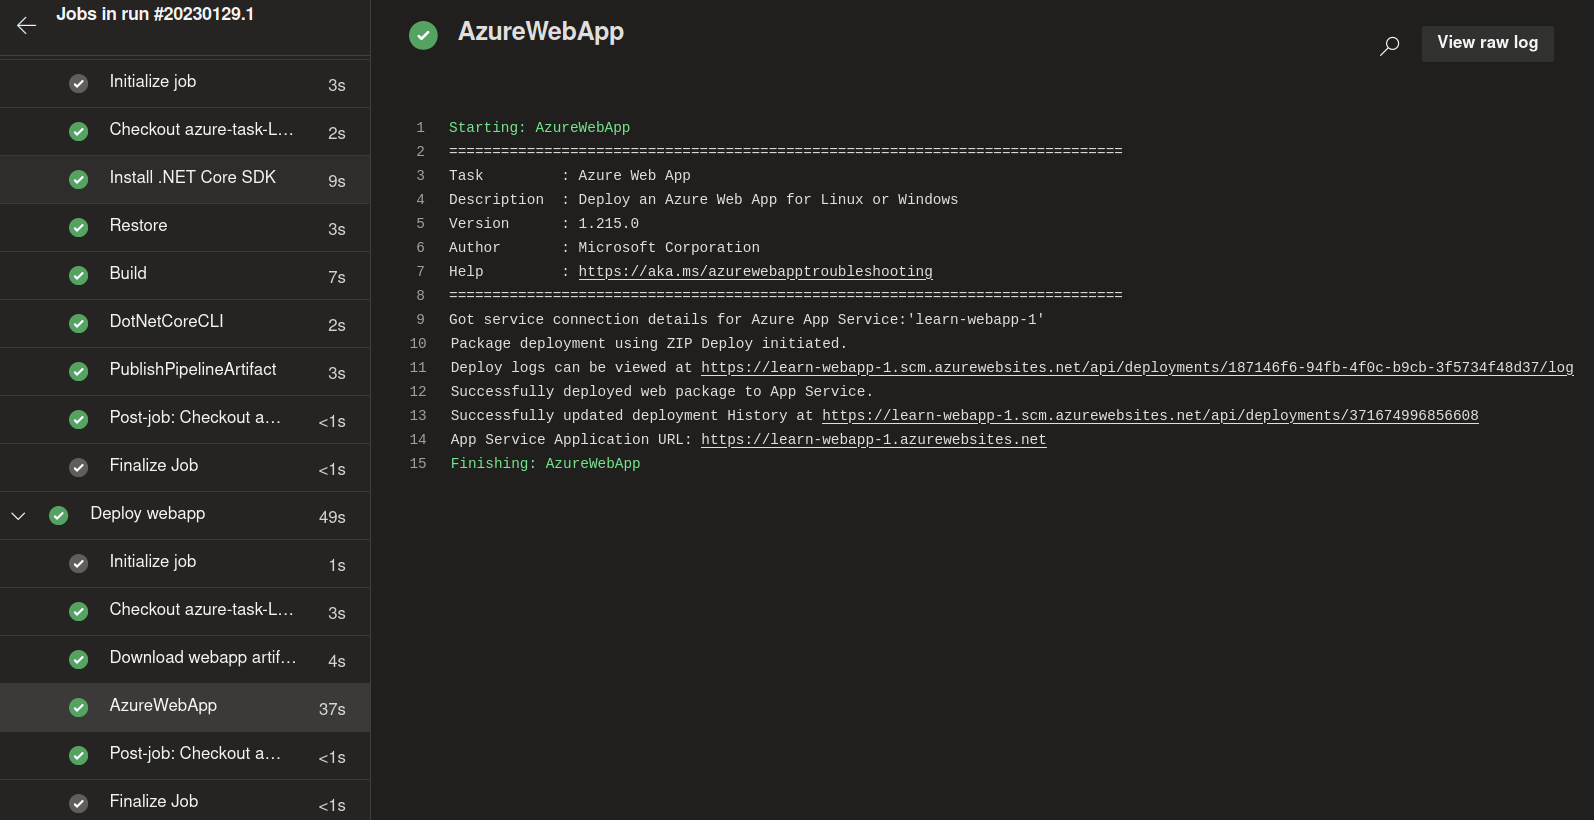 Jobs in run #20230129.1
Initialize job 3s
Checkout azure-task-L... 2s
Install .NET Core SDK 9s
Restore 3s
Build 7s
DotNetCoreCLI 2s
PublishPipelineArtifact 3s
Post-job: Checkout a... <1s
Finalize Job <1s
Deploy webapp 49s
Initialize job 1s
Checkout azure-task-L... 3s
Download webapp artif... 4s
AzureWebApp 37s
Post-job: Checkout a... <1s
Finalize Job <1s
AzureWebApp
View raw log
1 Starting: AzureWebApp
2 ==============================================================================
3 Task         : Azure Web App
4 Description  : Deploy an Azure Web App for Linux or Windows
5 Version      : 1.215.0
6 Author       : Microsoft Corporation
7 Help         : https://aka.ms/azurewebapptroubleshooting
8 ==============================================================================
9 Got service connection details for Azure App Service:'learn-webapp-1'
10 Package deployment using ZIP Deploy initiated.
11 Deploy logs can be viewed at https://learn-webapp-1.scm.azurewebsites.net/api/deployments/187146f6-94fb-4f0c-b9cb-3f5734f48d37/log
12 Successfully deployed web package to App Service.
13 Successfully updated deployment History at https://learn-webapp-1.scm.azurewebsites.net/api/deployments/371674996856608
14 App Service Application URL: https://learn-webapp-1.azurewebsites.net
15 Finishing: AzureWebApp